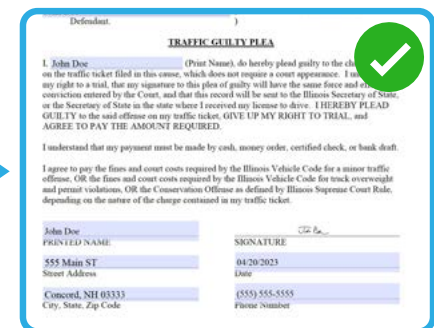 Defendant. )
TRAFFIC GUILTY PLEA
I, John Doe (Print Name), do hereby plead guilty to the
on the traffic ticket filed in this cause, which does not require a court appearance. I
my right to a trial, that my signature to this plea of guilty will have the same force and
conviction entered by the Court, and that this record will be sent to the Illinois Secretary of State,
or the Secretary of State in the state where I received my license to drive. I HEREBY PLEAD
GUILTY to the said offense on my traffic ticket, GIVE UP MY RIGHT TO TRIAL, and
AGREE TO PAY THE AMOUNT REQUIRED.
I understand that my payment must be made by cash, money order, certified check, or bank draft.
I agree to pay the fines and court costs required by the Illinois Vehicle Code for a minor traffic
offense, OR the fines and court costs required by the Illinois Vehicle Code for truck overweight
and permit violations, OR the Conservation Offense as defined by Illinois Supreme Court Rule,
depending on the nature of the charge contained in my traffic ticket.
John Doe
PRINTED NAME SIGNATURE
555 Main ST 04/20/2023
Street Address Date
Concord, NH 03333 (555) 555-5555
City, State, Zip Code Phone Number